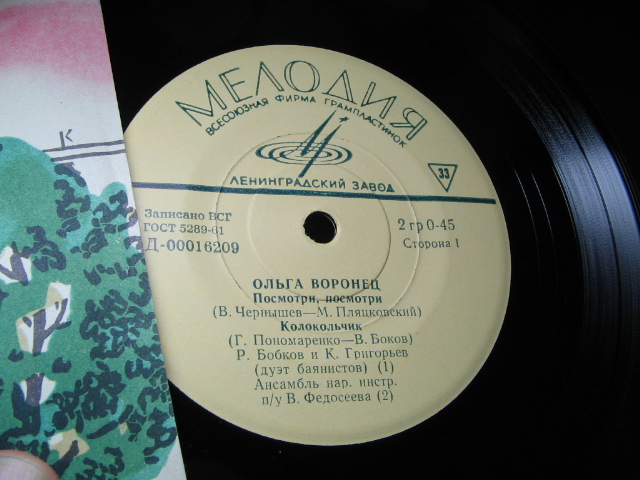 К
МЕЛОДИЯ
ВСЕСОЮЗНАЯ ФИРМА ГРАМПЛАСТИНОК
ЛЕНИНГРАДСКИЙ ЗАВОД
33
Записано ВСГ
ГОСТ 5289-61
Д-00016209
2 гр 0-45
Сторона 1
ОЛЬГА ВОРОНЕЦ
Посмотри, посмотри
(В. Чернышев—М. Пляцковский)
Колокольчик
(Г. Пономаренко—В. Боков)
Р. Бобков и К. Григорьев
(дуэт баянистов) (1)
Ансамбль нар. инстр.
п/у В. Федосеева (2)